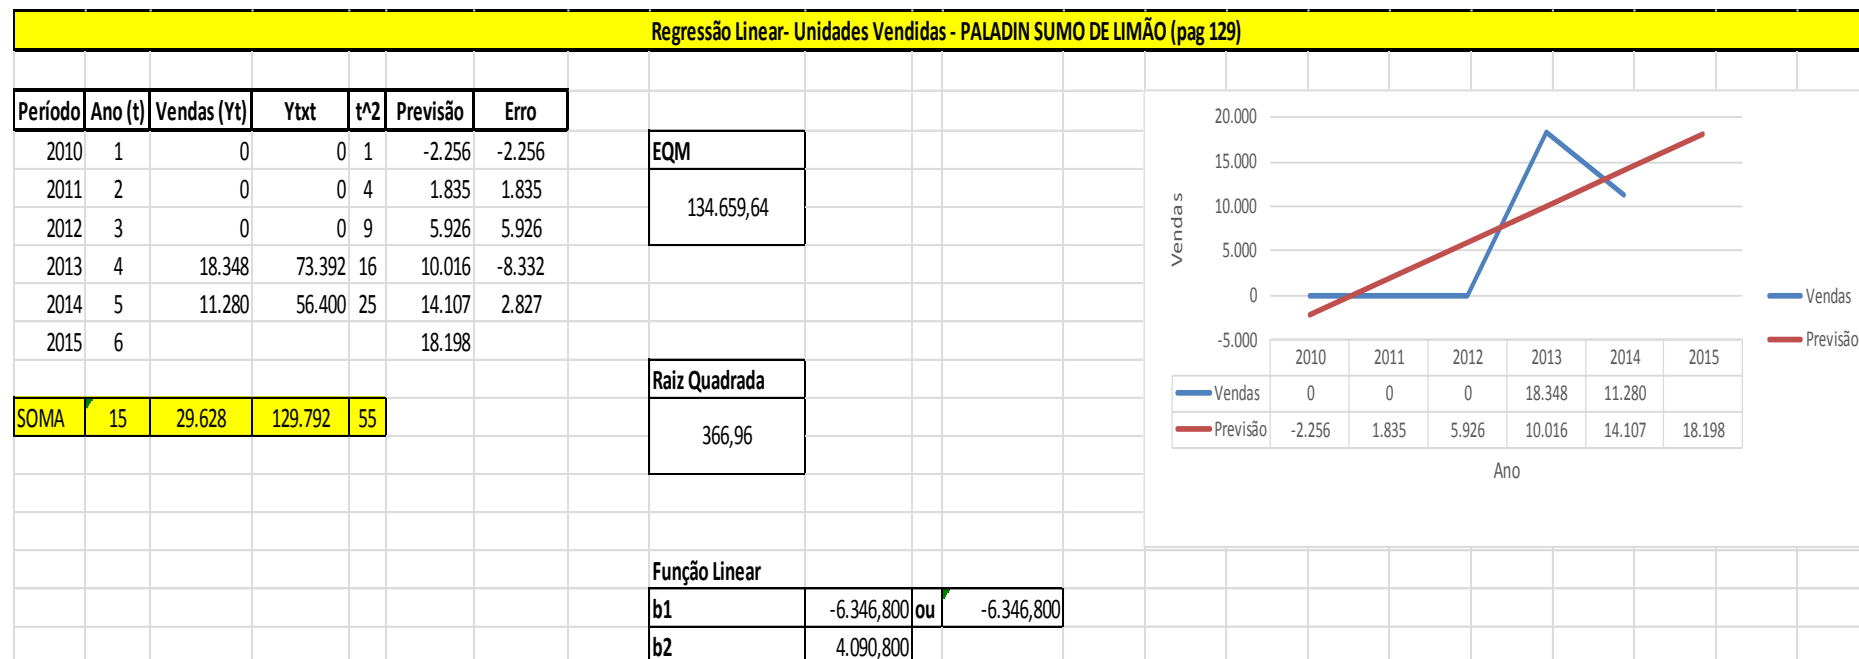 Regressão Linear- Unidades Vendidas - PALADIN SUMO DE LIMÃO (pag 129)
Período Ano (t) Vendas (Yt) Ytxt t^2 Previsão Erro
2010 1 0 0 1 -2.256 -2.256
2011 2 0 0 4 1.835 1.835
2012 3 0 0 9 5.926 5.926
2013 4 18.348 73.392 16 10.016 -8.332
2014 5 11.280 56.400 25 14.107 2.827
2015 6 18.198
SOMA 15 29.628 129.792 55
EQM
134.659,64
Raiz Quadrada
366,96
Função Linear
b1 -6.346,800 ou -6.346,800
b2 4.090,800
20.000
15.000
10.000
5.000
0
-5.000
Vendas
2010 2011 2012 2013 2014 2015
Vendas 0 0 0 18.348 11.280
Previsão -2.256 1.835 5.926 10.016 14.107 18.198
Ano
Vendas
Previsão